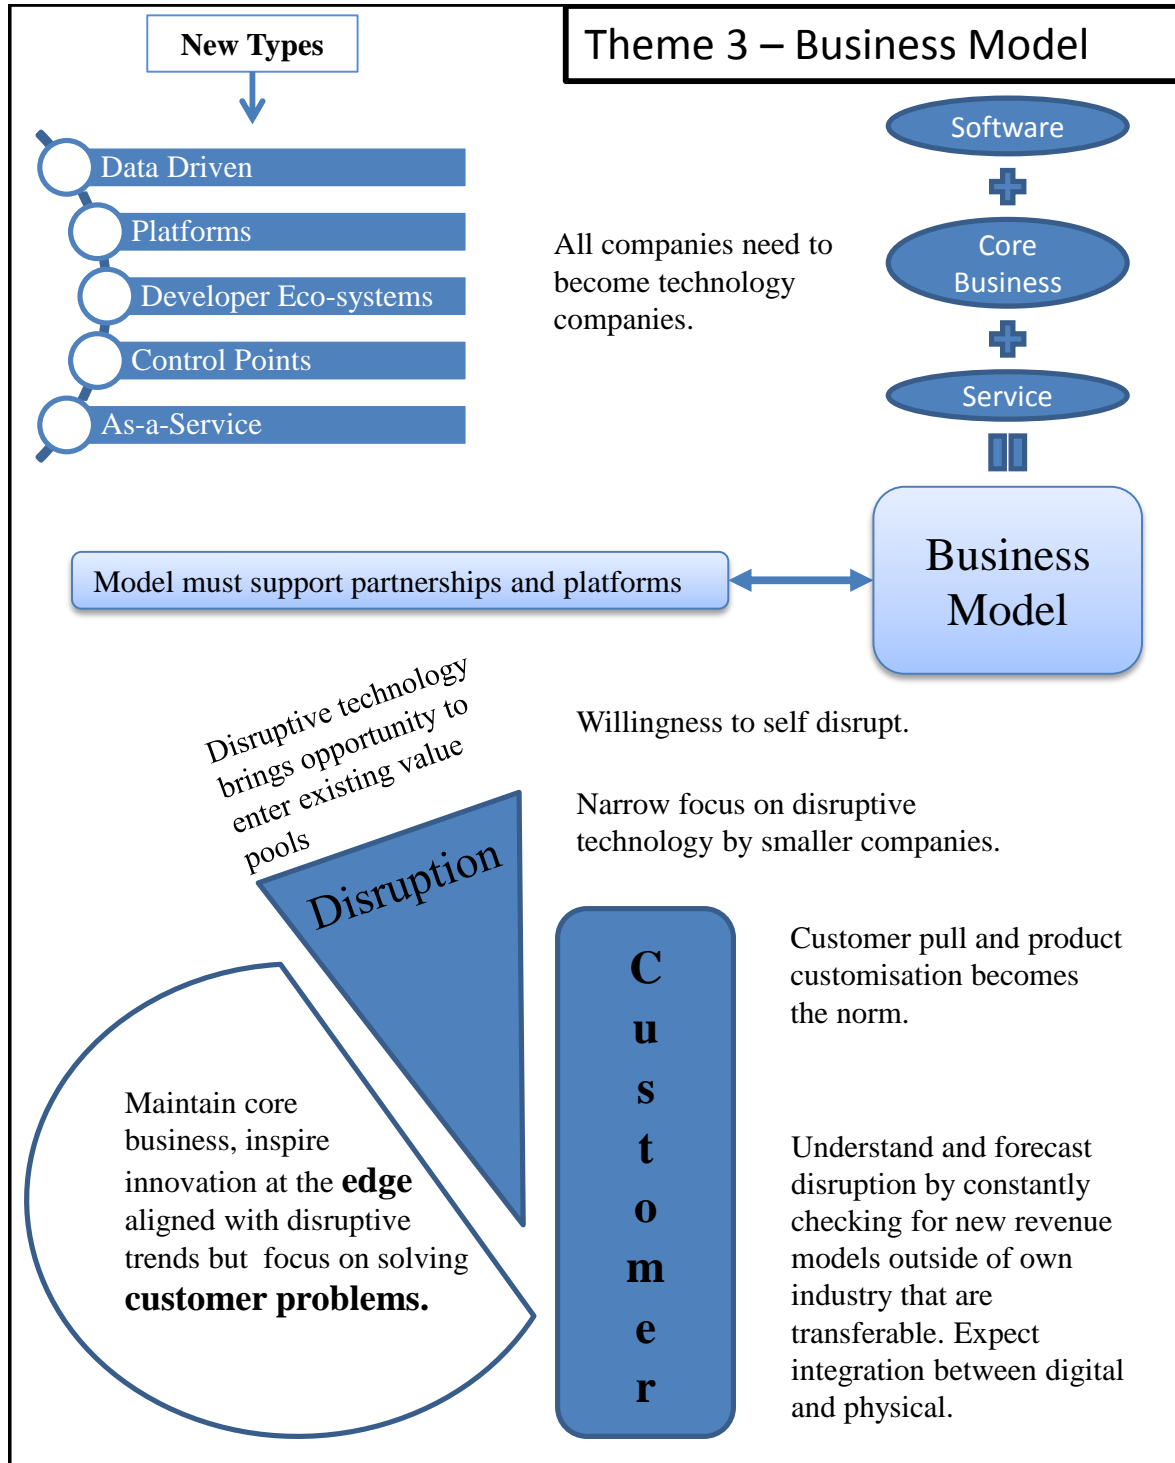 New Types
Theme 3 – Business Model
Data Driven
Platforms
Developer Eco-systems
Control Points
As-a-Service
All companies need to
become technology
companies.
Software
Core
Business
Service
Business
Model
Model must support partnerships and platforms
Disruptive technology
brings opportunity to
enter existing value
pools
Disruption
Willingness to self disrupt.
Narrow focus on disruptive
technology by smaller companies.
Customer
Customer pull and product
customisation becomes
the norm.
Maintain core
business, inspire
innovation at the edge
aligned with disruptive
trends but focus on solving
customer problems.
Understand and forecast
disruption by constantly
checking for new revenue
models outside of own
industry that are
transferable. Expect
integration between digital
and physical.